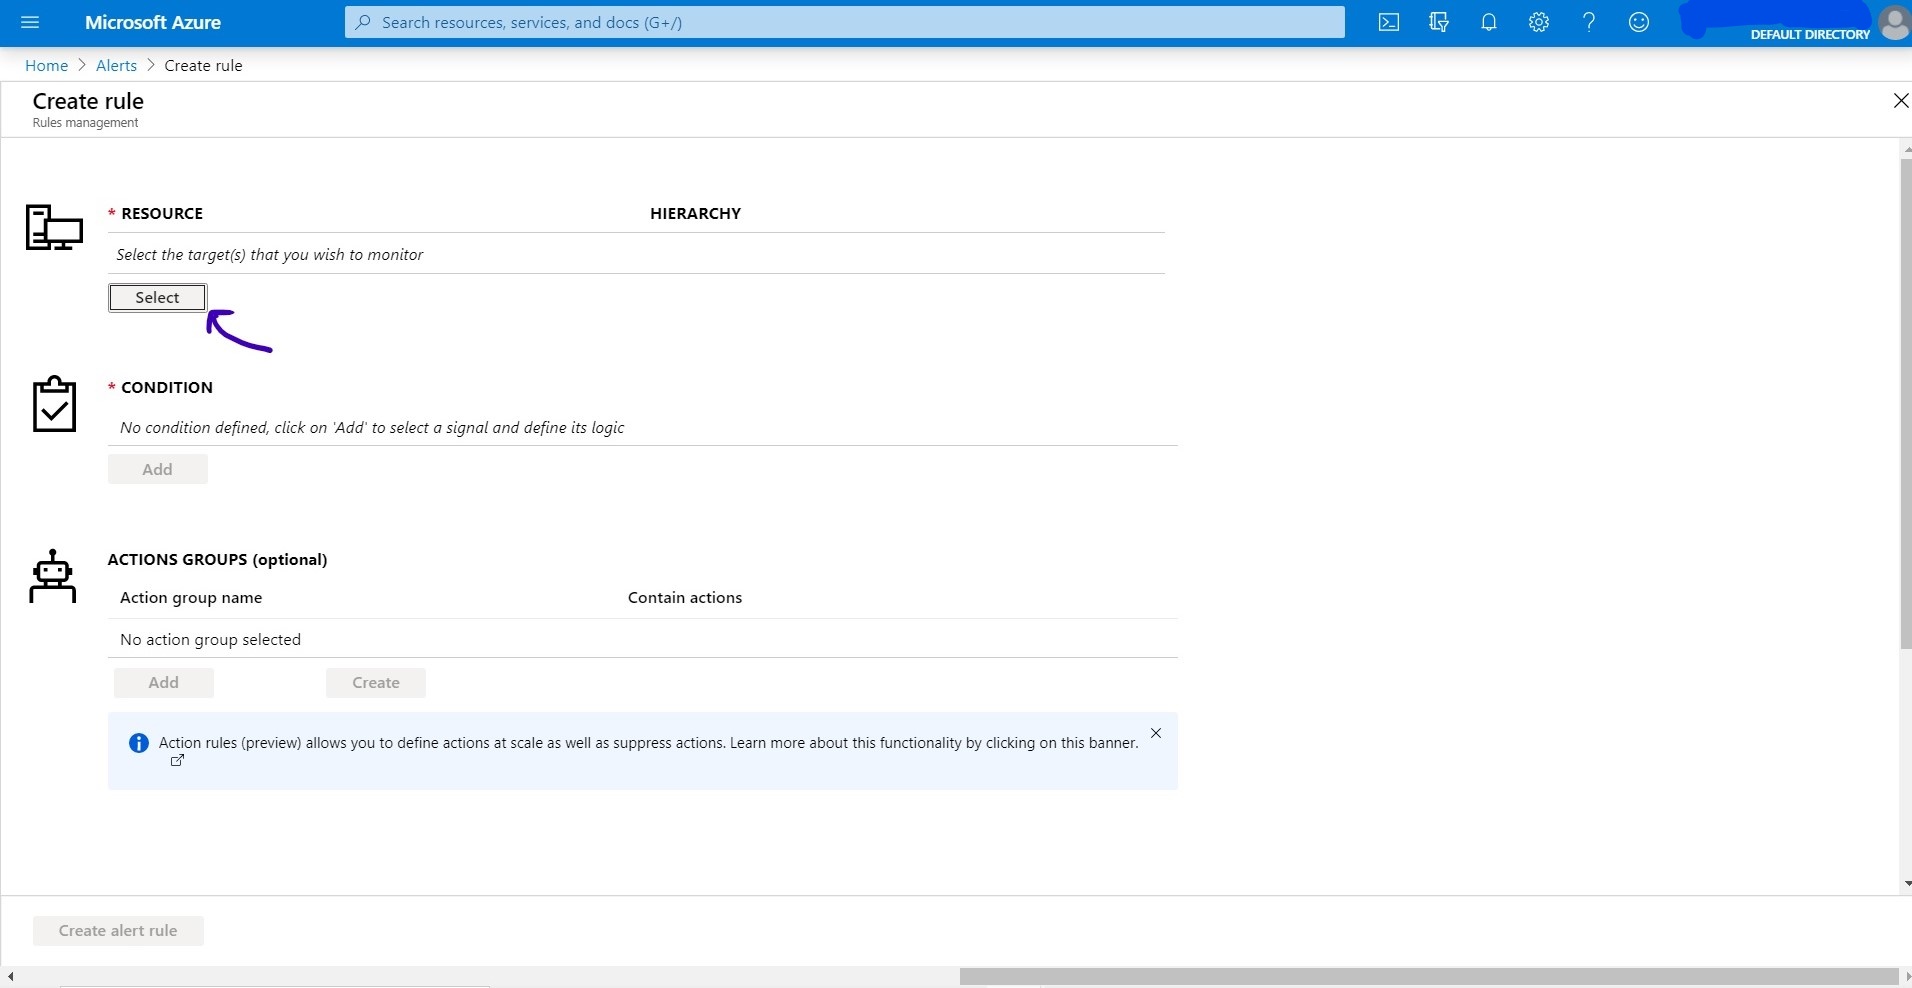 Microsoft Azure
Search resources, services, and docs (G+/)
DEFAULT DIRECTORY
Home > Alerts > Create rule
Create rule
Rules management
* RESOURCE HIERARCHY
Select the target(s) that you wish to monitor
Select
* CONDITION
No condition defined, click on 'Add' to select a signal and define its logic
Add
ACTIONS GROUPS (optional)
Action group name Contain actions
No action group selected
Add Create
Action rules (preview) allows you to define actions at scale as well as suppress actions. Learn more about this functionality by clicking on this banner.
Create alert rule